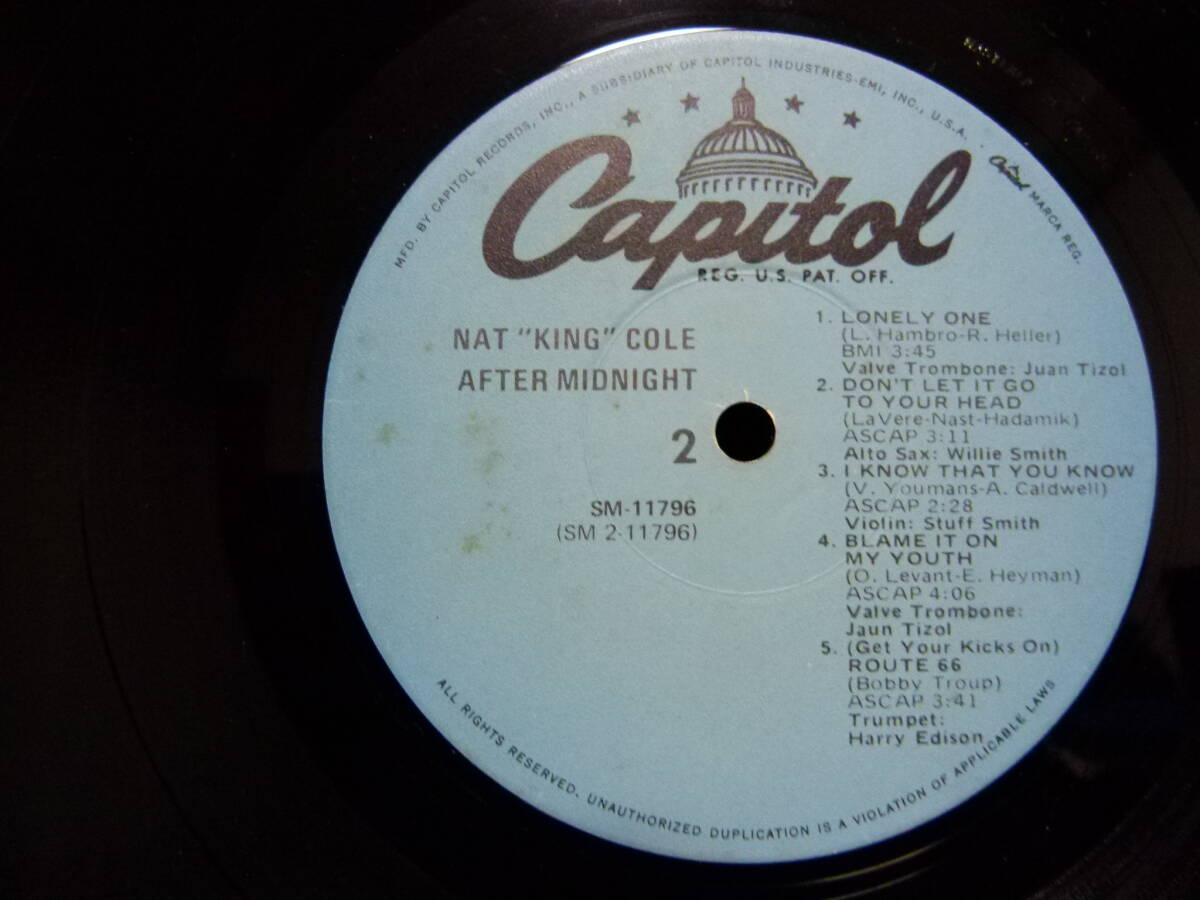 MFD. BY CAPITOL RECORDS, INC., A SUBSIDIARY OF CAPITOL INDUSTRIES-EMI, INC., U.S.A.
Capitol MARCA REG.
Capitol
REG. U.S. PAT. OFF.
NAT "KING" COLE
AFTER MIDNIGHT
2
SM-11796
(SM 2-11796)
1. LONELY ONE
(L. Hambro-R. Heller)
BMI 3:45
Valve Trombone: Juan Tizol
2. DON'T LET IT GO
TO YOUR HEAD
(LaVere-Nast-Hadamik)
ASCAP 3:11
Alto Sax: Willie Smith
3. I KNOW THAT YOU KNOW
(V. Youmans-A. Caldwell)
ASCAP 2:28
Violin: Stuff Smith
4. BLAME IT ON
MY YOUTH
(O. Levant-E. Heyman)
ASCAP 4:06
Valve Trombone:
Jaun Tizol
5. (Get Your Kicks On)
ROUTE 66
(Bobby Troup)
ASCAP 3:41
Trumpet:
Harry Edison
ALL RIGHTS RESERVED. UNAUTHORIZED DUPLICATION IS A VIOLATION OF APPLICABLE LAWS